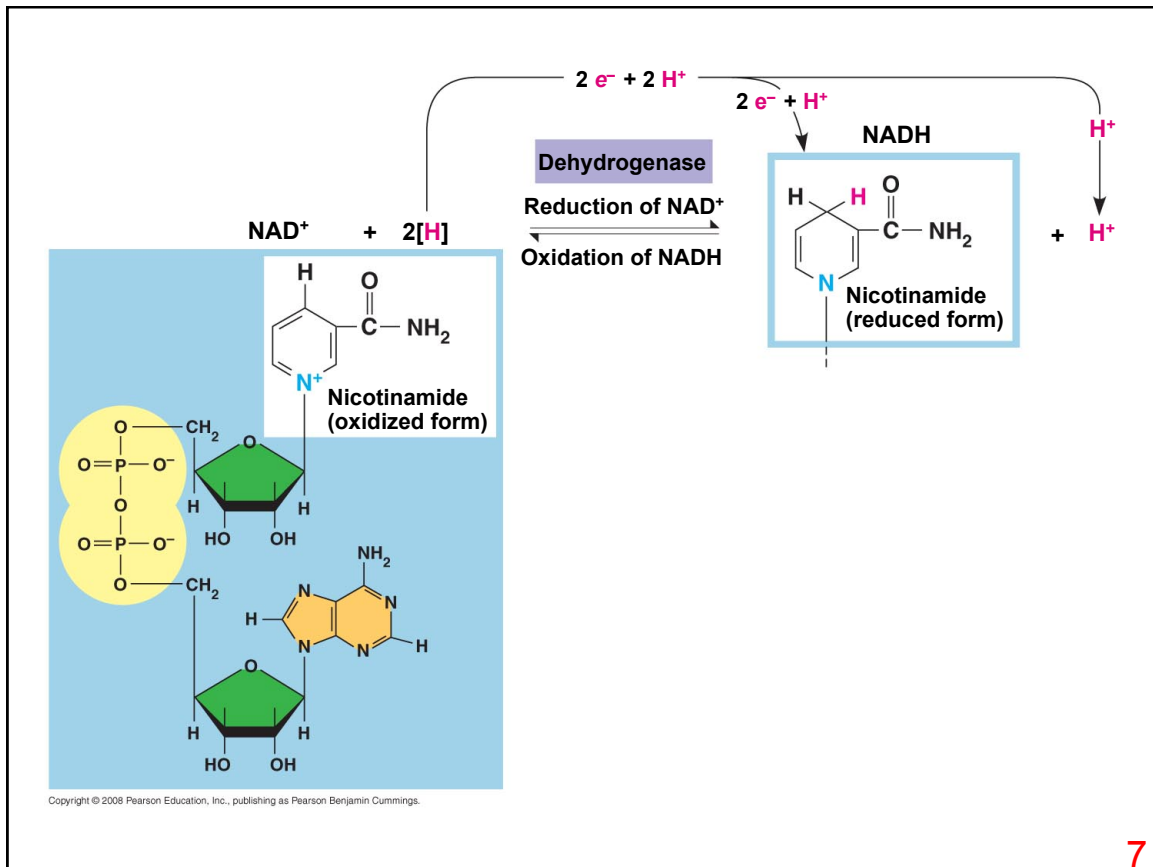 2 e– + 2 H+
2 e– + H+
H+
NADH
Dehydrogenase
Reduction of NAD+
NAD+ + 2[H]
Oxidation of NADH
+ H+
H H O
C NH2
N
Nicotinamide
(reduced form)
H O
C NH2
N+
Nicotinamide
(oxidized form)
O CH2
O
O=P–O–
H H
O
HO OH
O=P–O–
O CH2
NH2
N N
H
N N H
O
H H
HO OH
Copyright © 2008 Pearson Education, Inc., publishing as Pearson Benjamin Cummings.
7